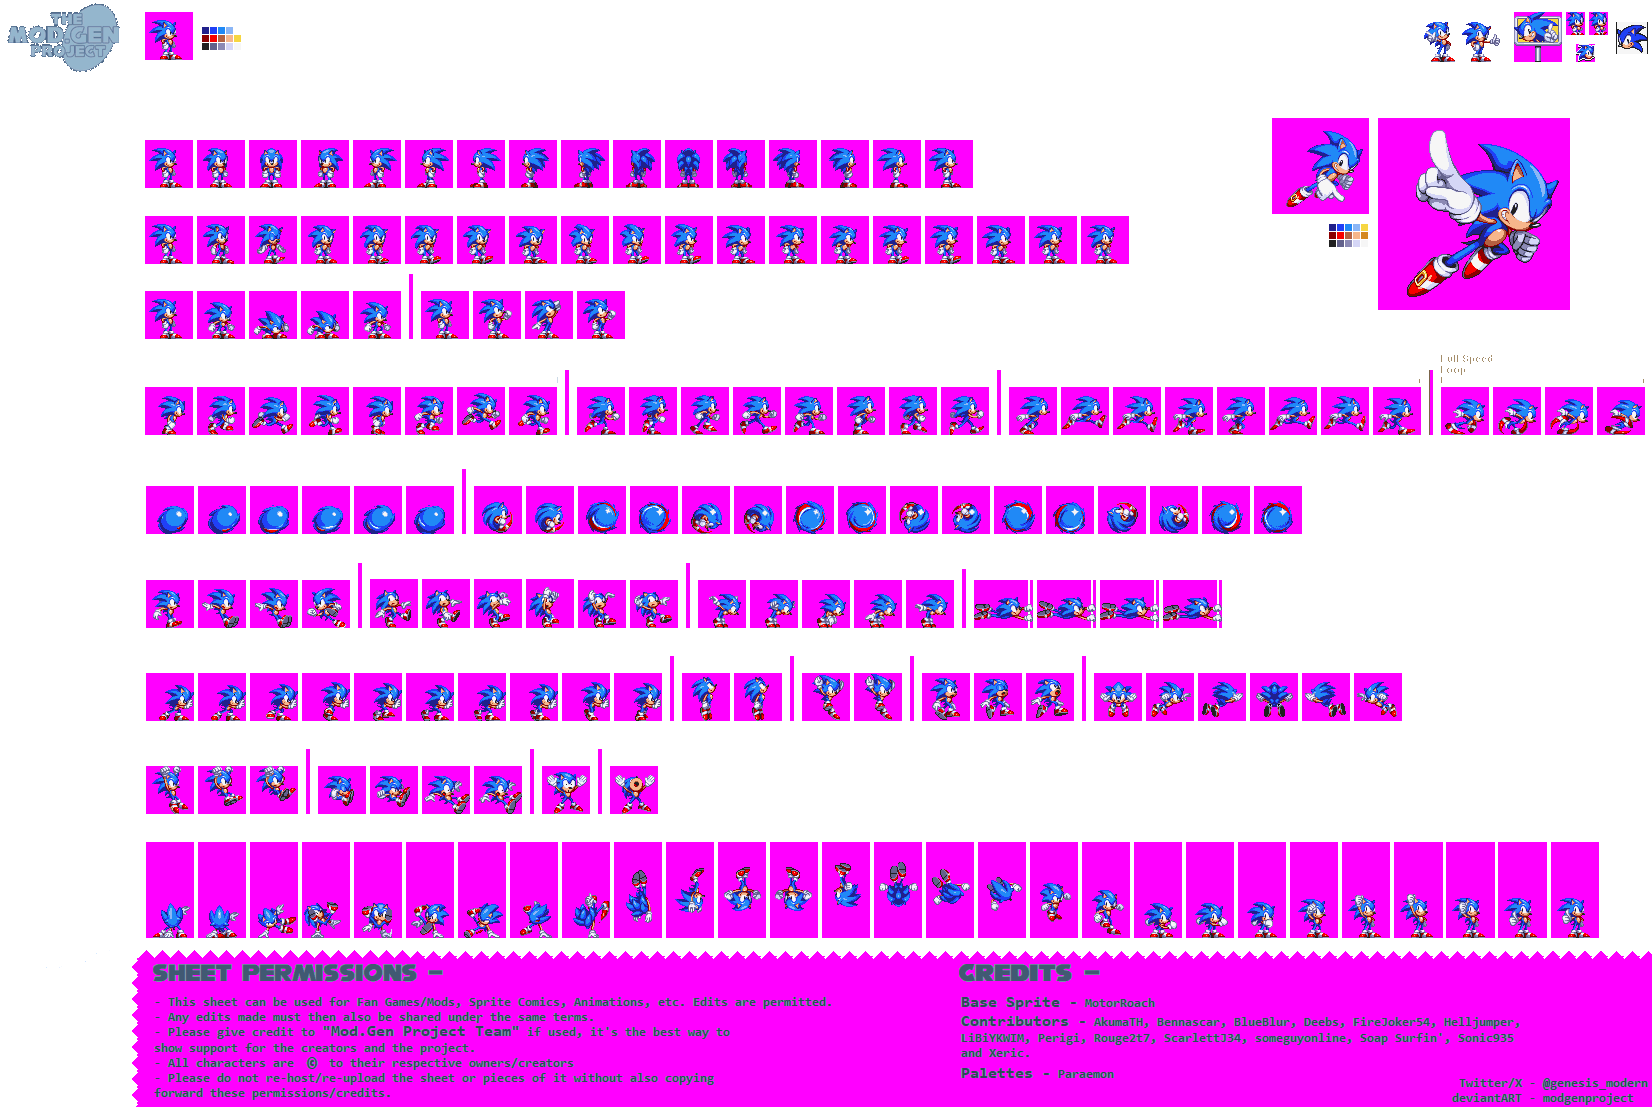 THE
MOD.GEN
PROJECT
Full Speed
Loop
SHEET PERMISSIONS -
- This sheet can be used for Fan Games/Mods, Sprite Comics, Animations, etc. Edits are permitted.
- Any edits made must then also be shared under the same terms.
- Please give credit to "Mod.Gen Project Team" if used, it's the best way to
show support for the creators and the project.
All characters are © to their respective owners/creators
- Please do not re-host/re-upload the sheet or pieces of it without also copying
forward these permissions/credits.
CREDITS -
Base Sprite - MotorRoach
Contributors - AkumaTH, Bennascar, BlueBlur, Deebs, FireJoker54, Helljumper,
LiBiYKWIM, Perigi, Rouge2t7, ScarlettJ34, someguyonline, Soap Surfin', Sonic935
and Xeric.
Palettes - Paraemon
Twitter/X - @genesis_modern
deviantART - modgenproject